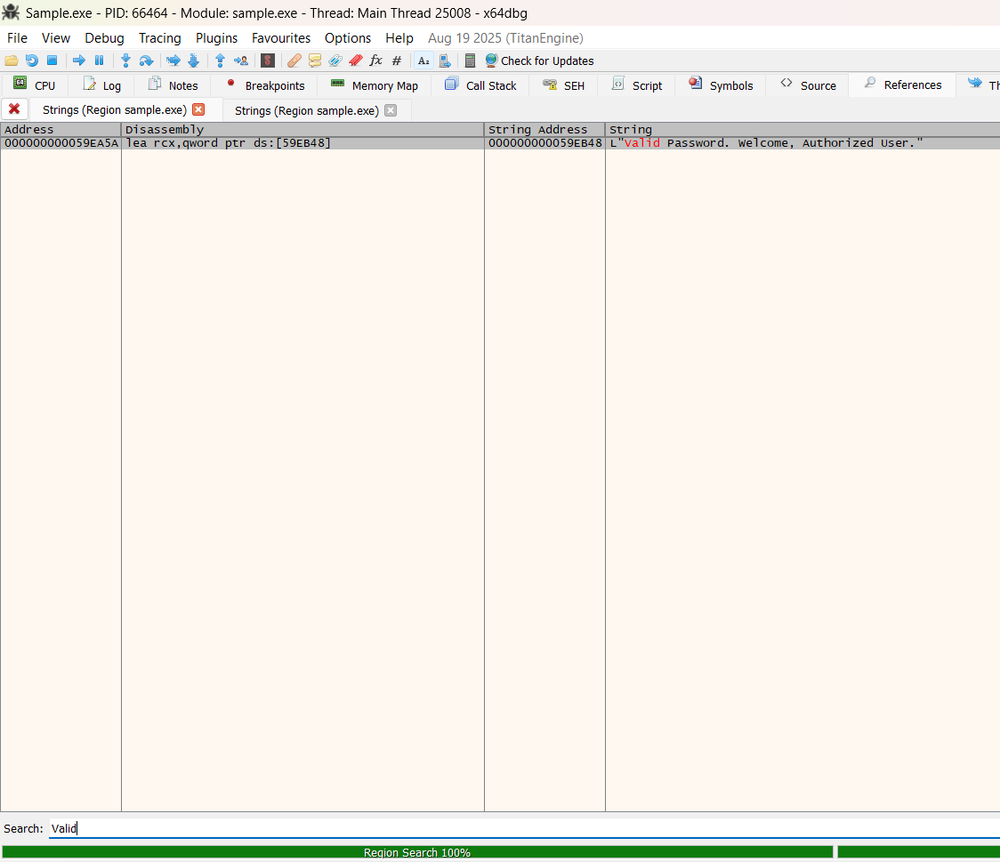 Sample.exe - PID: 66464 - Module: sample.exe - Thread: Main Thread 25008 - x64dbg
File View Debug Tracing Plugins Favourites Options Help Aug 19 2025 (TitanEngine)
fx # Az Check for Updates
64 CPU Log Notes Breakpoints Memory Map Call Stack SEH Script Symbols Source References Th
Strings (Region sample.exe) Strings (Region sample.exe)
Address Disassembly String Address String
000000000059EA5A lea rcx,qword ptr ds:[59EB48] 000000000059EB48 L"Valid Password. Welcome, Authorized User."
Search: Valid
Region Search 100%